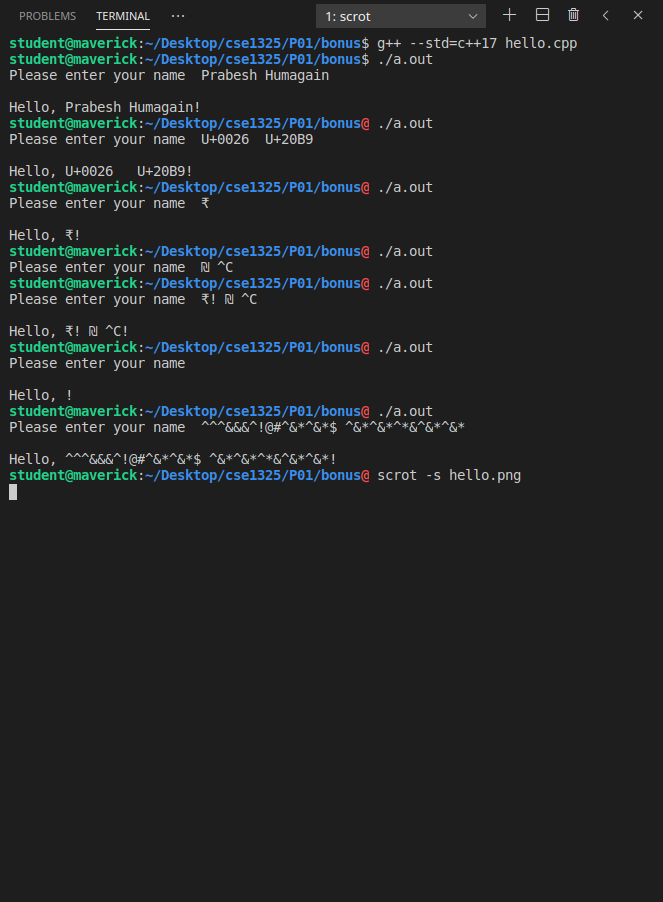 PROBLEMS TERMINAL ··· 1: scrot
student@maverick:~/Desktop/cse1325/P01/bonus$ g++ --std=c++17 hello.cpp
student@maverick:~/Desktop/cse1325/P01/bonus$ ./a.out
Please enter your name  Prabesh Humagain

Hello, Prabesh Humagain!
student@maverick:~/Desktop/cse1325/P01/bonus@ ./a.out
Please enter your name  U+0026  U+20B9

Hello, U+0026   U+20B9!
student@maverick:~/Desktop/cse1325/P01/bonus@ ./a.out
Please enter your name  ₹

Hello, ₹!
student@maverick:~/Desktop/cse1325/P01/bonus@ ./a.out
Please enter your name  ₪ ^C
student@maverick:~/Desktop/cse1325/P01/bonus@ ./a.out
Please enter your name  ₹! ₪ ^C

Hello, ₹! ₪ ^C!
student@maverick:~/Desktop/cse1325/P01/bonus@ ./a.out
Please enter your name

Hello, !
student@maverick:~/Desktop/cse1325/P01/bonus@ ./a.out
Please enter your name  ^^^&&&^!@#^&*^&*$ ^&*^&*^*&^&*^&*

Hello, ^^^&&&^!@#^&*^&*$ ^&*^&*^*&^&*^&*!
student@maverick:~/Desktop/cse1325/P01/bonus@ scrot -s hello.png